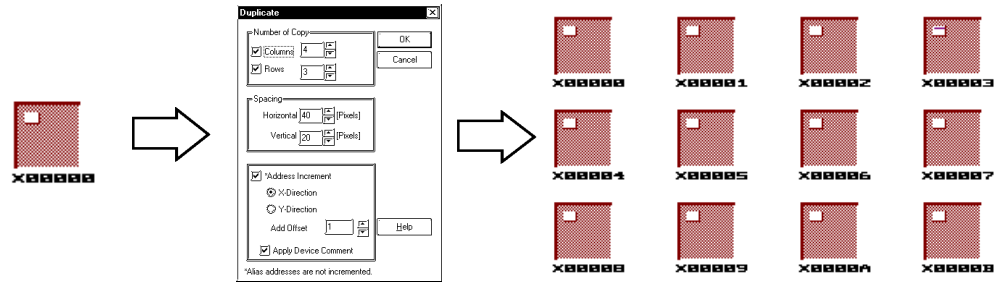 X00000
Duplicate
Number of Copy
Columns 4
Rows 3
OK
Cancel
Spacing
Horizontal 40 [Pixels]
Vertical 20 [Pixels]
*Address Increment
X-Direction
Y-Direction
Add Offset 1
Help
Apply Device Comment
*Alias addresses are not incremented.
X00000 X00001 X00002 X00003
X00004 X00005 X00006 X00007
X00008 X00009 X0000A X0000B